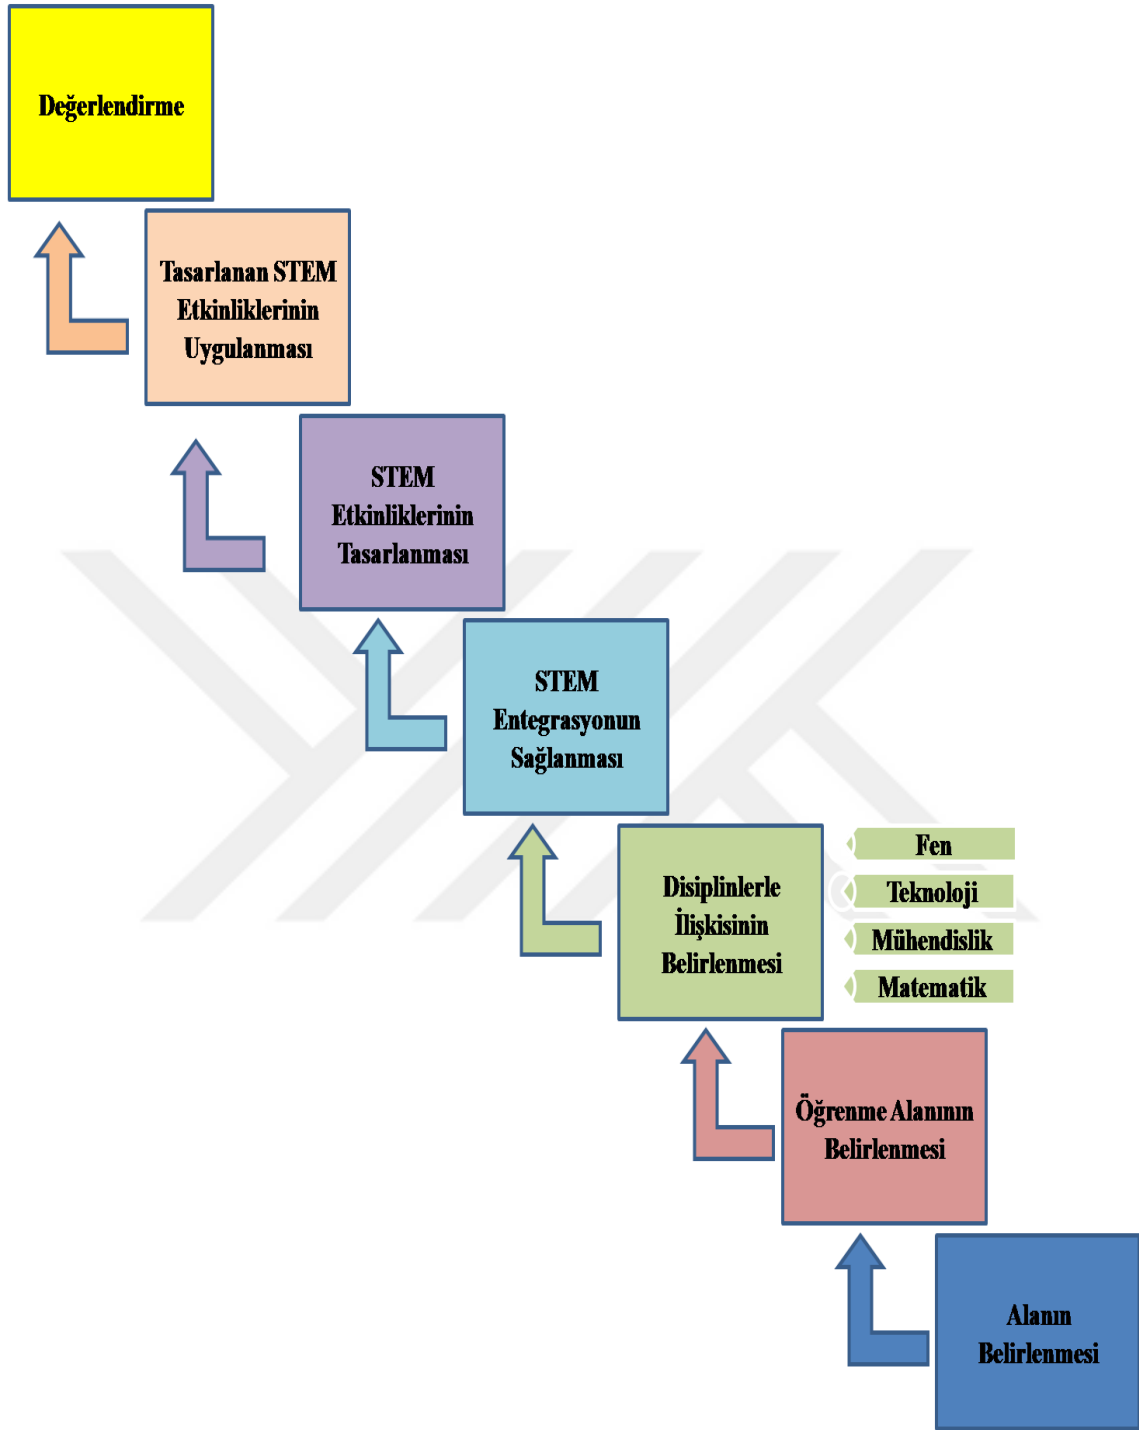 Değerlendirme
Tasarlanan STEM
Etkinliklerinin
Uygulanması
STEM
Etkinliklerinin
Tasarlanması
STEM
Entegrasyonun
Sağlanması
Disiplinlerle
İlişkisinin
Belirlenmesi
Fen
Teknoloji
Mühendislik
Matematik
Öğrenme Alanının
Belirlenmesi
Alanın
Belirlenmesi